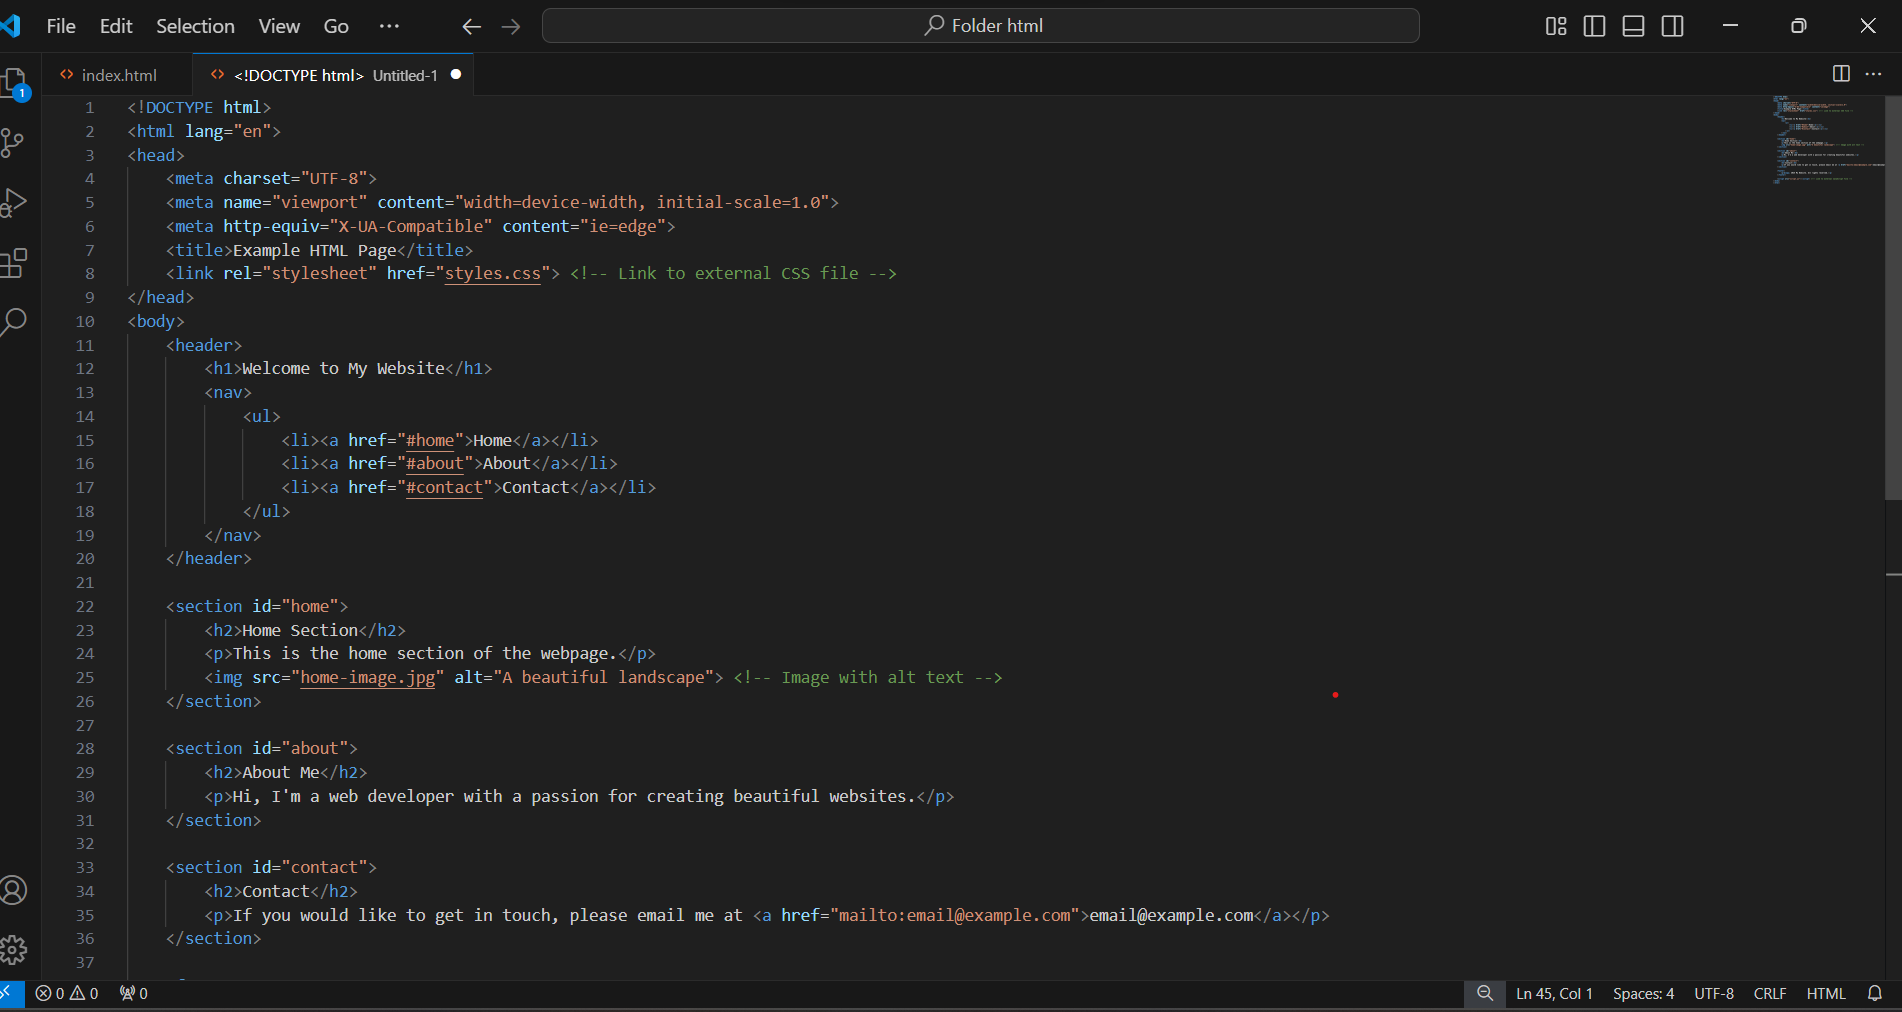 File Edit Selection View Go ··· Folder html
index.html <!DOCTYPE html> Untitled-1
1 <!DOCTYPE html>
2 <html lang="en">
3 <head>
4 <meta charset="UTF-8">
5 <meta name="viewport" content="width=device-width, initial-scale=1.0">
6 <meta http-equiv="X-UA-Compatible" content="ie=edge">
7 <title>Example HTML Page</title>
8 <link rel="stylesheet" href="styles.css"> <!-- Link to external CSS file -->
9 </head>
10 <body>
11 <header>
12 <h1>Welcome to My Website</h1>
13 <nav>
14 <ul>
15 <li><a href="#home">Home</a></li>
16 <li><a href="#about">About</a></li>
17 <li><a href="#contact">Contact</a></li>
18 </ul>
19 </nav>
20 </header>
21
22 <section id="home">
23 <h2>Home Section</h2>
24 <p>This is the home section of the webpage.</p>
25 <img src="home-image.jpg" alt="A beautiful landscape"> <!-- Image with alt text -->
26 </section>
27
28 <section id="about">
29 <h2>About Me</h2>
30 <p>Hi, I'm a web developer with a passion for creating beautiful websites.</p>
31 </section>
32
33 <section id="contact">
34 <h2>Contact</h2>
35 <p>If you would like to get in touch, please email me at <a href="mailto:email@example.com">email@example.com</a></p>
36 </section>
37
1
0 0 0 Ln 45, Col 1 Spaces: 4 UTF-8 CRLF HTML